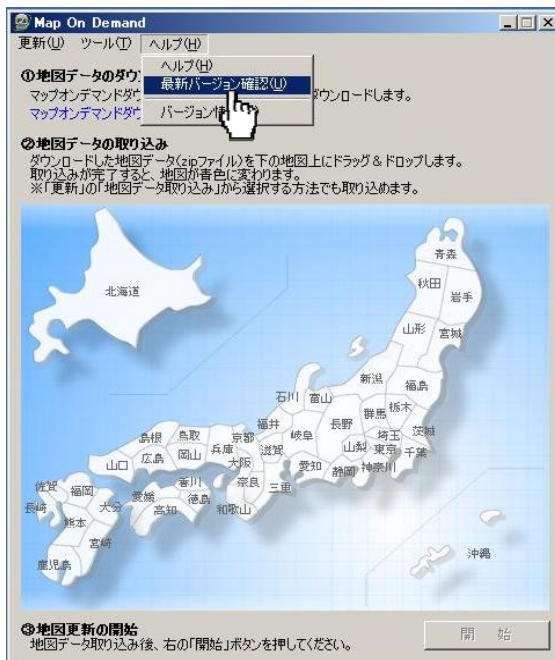 Map On Demand
更新(U) ツール(T) ヘルプ(H)
ヘルプ(H)
最新バージョン確認(U)
バージョン情
①地図データのダウ
マップオンデマンドダウ
ウンロードします。
マップオンデマンドダウ
②地図データの取り込み
ダウンロードした地図データ(zipファイル)を下の地図上にドラッグ&ドロップします。
取り込みが完了すると、地図が青色に変わります。
※「更新」の「地図データ取り込み」から選択する方法でも取り込めます。
北海道
青森
秋田
岩手
山形 宮城
新潟
福島
石川 富山
群馬 栃木
長野
福井
岐阜
茨城
埼玉
山梨 東京 千葉
島根 鳥取
京都
兵庫
滋賀
山口 広島 岡山
大阪
愛知 静岡 神奈川
香川
奈良
三重
佐賀 福岡
愛媛 徳島
長崎
大分
高知
和歌山
熊本
宮崎
鹿児島
沖縄
③地図更新の開始
地図データ取り込み後、右の「開始」ボタンを押してください。
開 始